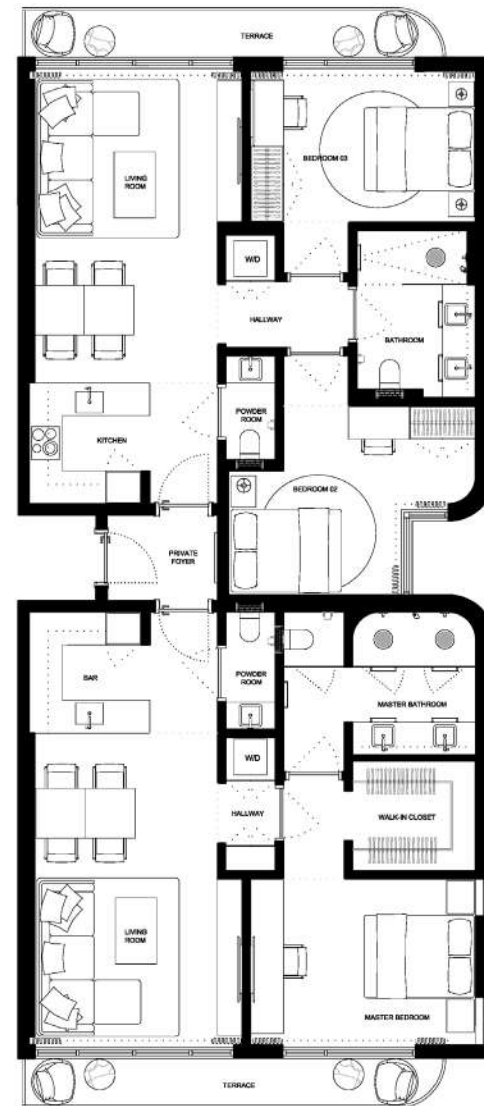 TERRACE
LIVING
ROOM
BEDROOM 03
W/D
HALLWAY
BATHROOM
POWDER
ROOM
KITCHEN
BEDROOM 02
PRIVATE
FOYER
BAR
POWDER
ROOM
MASTER BATHROOM
W/D
HALLWAY
WALK-IN CLOSET
LIVING
ROOM
MASTER BEDROOM
TERRACE